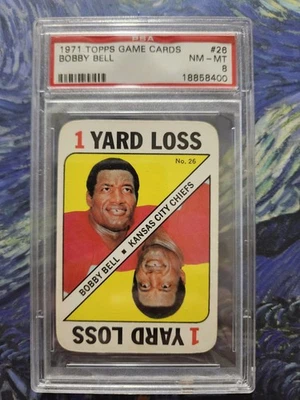 PSA
1971 TOPPS GAME CARDS #26
BOBBY BELL NM - MT
8
18858400
1 YARD LOSS
No. 26
BOBBY BELL ■ KANSAS CITY CHIEFS
1 YARD LOSS